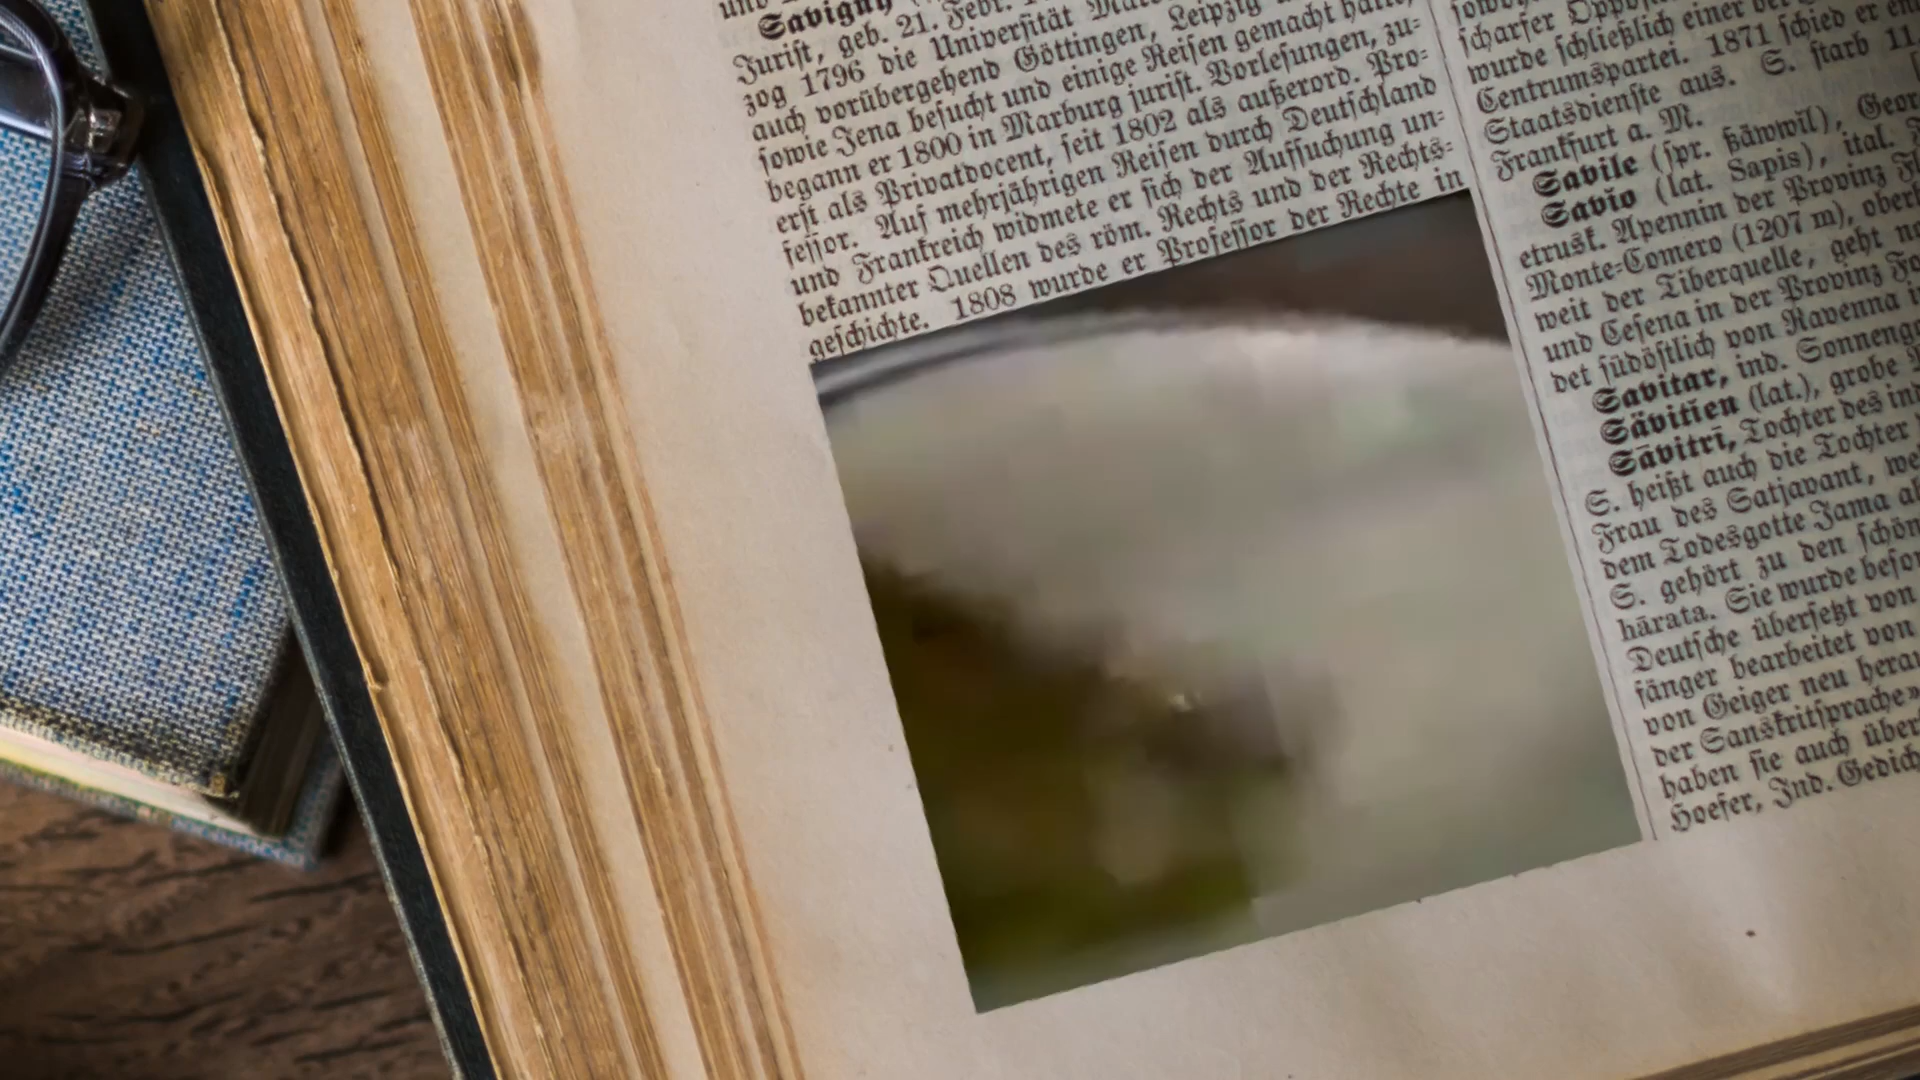 Savigny
Jurist, geb. 21. Febr.
zog 1796 die Universität
auch vorübergehend Göttingen, Leipzig
sowie Jena besucht und einige Reisen gemacht hatte,
begann er 1800 in Marburg jurist. Vorlesungen, zu-
erst als Privatdocent, seit 1802 als außerord. Pro-
fessor. Auf mehrjährigen Reisen durch Deutschland
und Frankreich widmete er sich der Aufsuchung un-
bekannter Quellen des röm. Rechts und der Rechts-
geschichte. 1808 wurde er Professor der Rechte in
scharfer
wurde schließlich einer der
Centrumspartei. 1871 schied er
Staatsdienste aus. S. starb 11.
Frankfurt a. M.
Savile (spr. ßäwwil),
Savio (lat. Sapis), ital.
etrusk. Apennin der Provinz
Monte-Comero (1207 m),
weit der Tiberquelle, geht
und Cesena in der Provinz
det südöstlich von Ravenna
Savitar, ind.
Sävitien (lat.), grobe
Sāvitrī, Tochter des
S. heißt auch die Tochter
Frau des Satjavant,
dem Todesgotte Jama
S. gehört zu den
hārata. Sie wurde
Deutsche übersetzt von
fänger bearbeitet von
von Geiger neu
der Sanskritsprache»
haben sie auch
Hoefer, Ind.